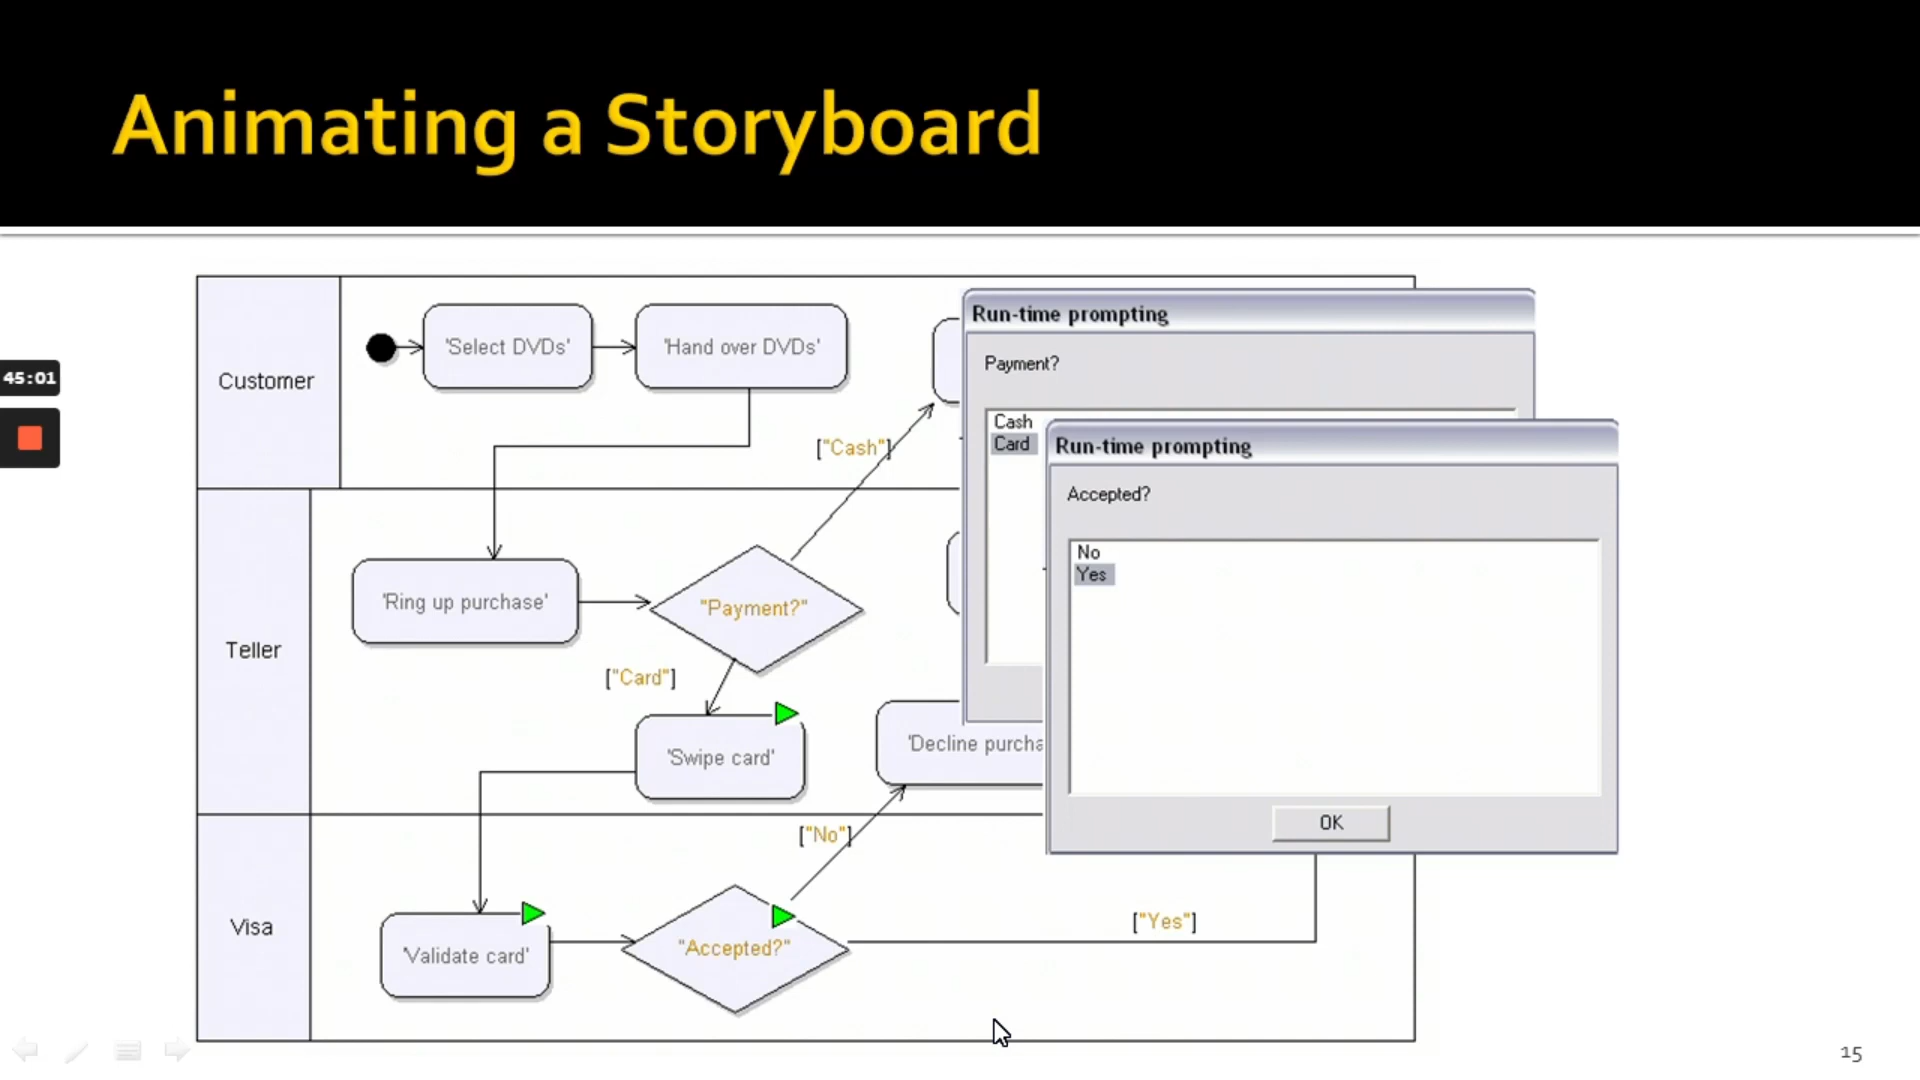 Animating a Storyboard
45:01
Customer
'Select DVDs'
'Hand over DVDs'
["Cash"]
Teller
'Ring up purchase'
"Payment?"
["Card"]
'Swipe card'
'Decline purcha
Visa
["No"]
'Validate card'
"Accepted?"
["Yes"]
Run-time prompting
Payment?
Cash
Card
Run-time prompting
Accepted?
No
Yes
OK
15